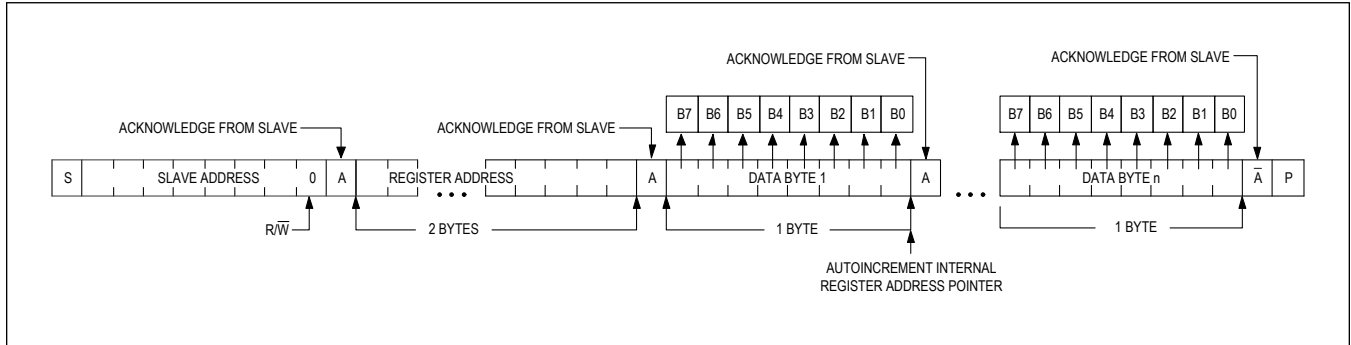 ACKNOWLEDGE FROM SLAVE
ACKNOWLEDGE FROM SLAVE
B7 B6 B5 B4 B3 B2 B1 B0
B7 B6 B5 B4 B3 B2 B1 B0
ACKNOWLEDGE FROM SLAVE
ACKNOWLEDGE FROM SLAVE
S SLAVE ADDRESS 0 A REGISTER ADDRESS ••• A DATA BYTE 1 A ••• DATA BYTE n A̅ P
R/W̅
2 BYTES
1 BYTE
1 BYTE
AUTOINCREMENT INTERNAL
REGISTER ADDRESS POINTER